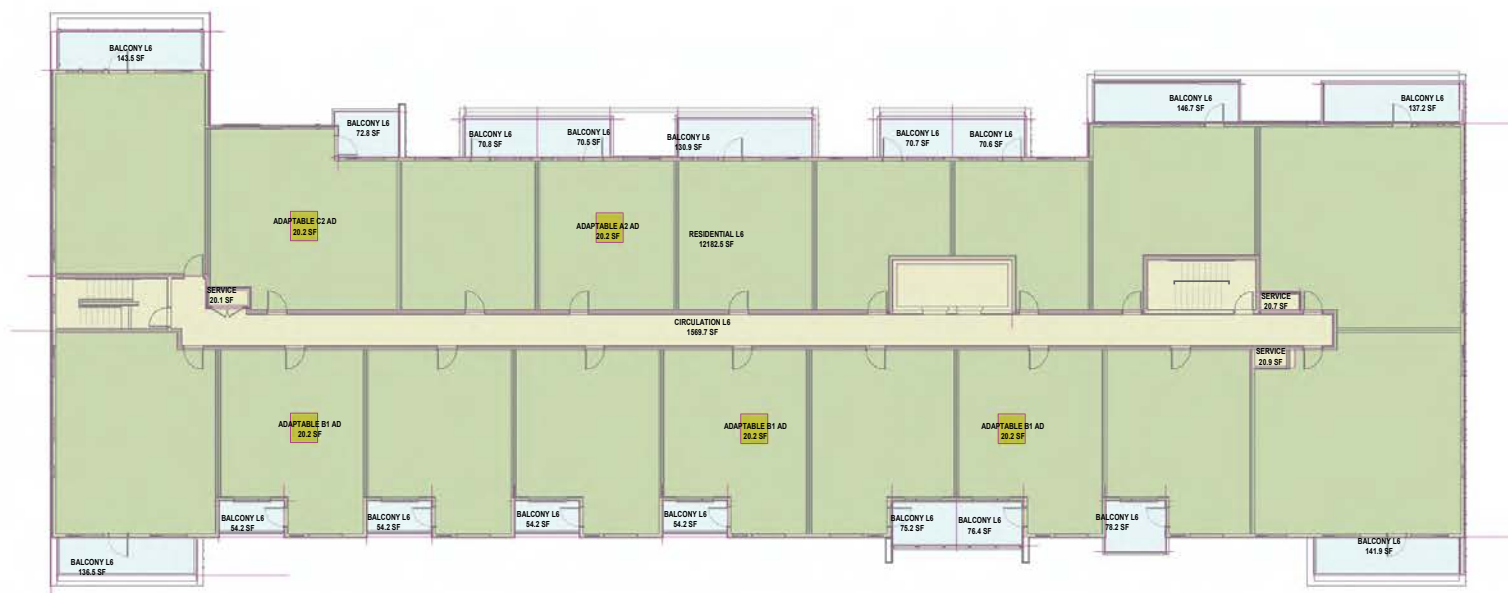 BALCONY L6
143.5 SF
BALCONY L6
146.7 SF
BALCONY L6
137.2 SF
BALCONY L6
72.8 SF
BALCONY L6
70.8 SF
BALCONY L6
70.5 SF
BALCONY L6
130.9 SF
BALCONY L6
70.7 SF
BALCONY L6
70.6 SF
ADAPTABLE C2 AD
20.2 SF
ADAPTABLE A2 AD
20.2 SF
RESIDENTIAL L6
12182.5 SF
SERVICE
20.1 SF
SERVICE
20.7 SF
CIRCULATION L6
1569.7 SF
SERVICE
20.9 SF
ADAPTABLE B1 AD
20.2 SF
ADAPTABLE B1 AD
20.2 SF
ADAPTABLE B1 AD
20.2 SF
BALCONY L6
54.2 SF
BALCONY L6
54.2 SF
BALCONY L6
54.2 SF
BALCONY L6
54.2 SF
BALCONY L6
75.2 SF
BALCONY L6
76.4 SF
BALCONY L6
78.2 SF
BALCONY L6
136.5 SF
BALCONY L6
141.9 SF